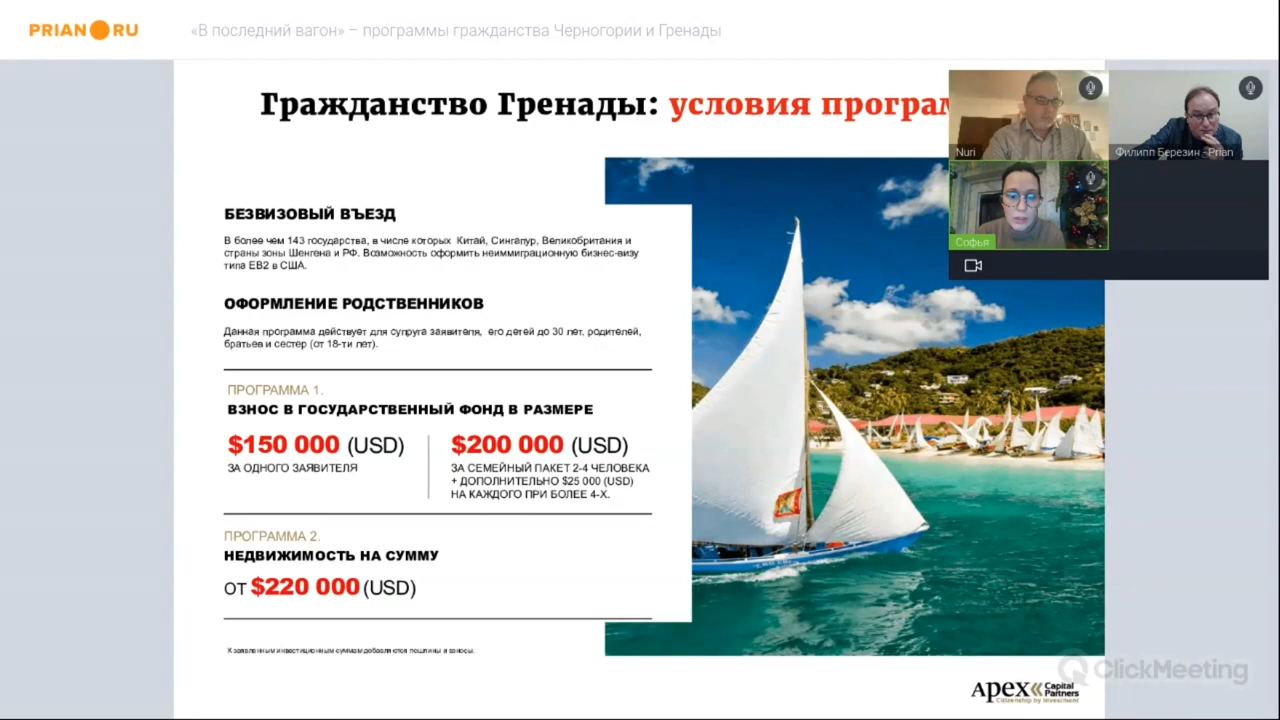 PRIAN RU
«В последний вагон» – программы гражданства Черногории и Гренады
Гражданство Гренады: условия програм
Nuri
Филипп Березин - Prian
Софья
БЕЗВИЗОВЫЙ ВЪЕЗД
В более чем 143 государства, в числе которых Китай, Сингапур, Великобритания и
страны зоны Шенгена и РФ. Возможность оформить неиммиграционную бизнес-визу
типа ЕВ2 в США.
ОФОРМЛЕНИЕ РОДСТВЕННИКОВ
Данная программа действует для супруга заявителя, его детей до 30 лет, родителей,
братьев и сестер (от 18-ти лет).
ПРОГРАММА 1.
ВЗНОС В ГОСУДАРСТВЕННЫЙ ФОНД В РАЗМЕРЕ
$150 000 (USD)
ЗА ОДНОГО ЗАЯВИТЕЛЯ
$200 000 (USD)
ЗА СЕМЕЙНЫЙ ПАКЕТ 2-4 ЧЕЛОВЕКА
+ ДОПОЛНИТЕЛЬНО $25 000 (USD)
НА КАЖДОГО ПРИ БОЛЕЕ 4-Х.
ПРОГРАММА 2.
НЕДВИЖИМОСТЬ НА СУММУ
ОТ $220 000 (USD)
К заявленным инвестиционным суммам добавляются пошлины и взносы.
ClickMeeting
Apex Capital Partners
Citizenship by Investment